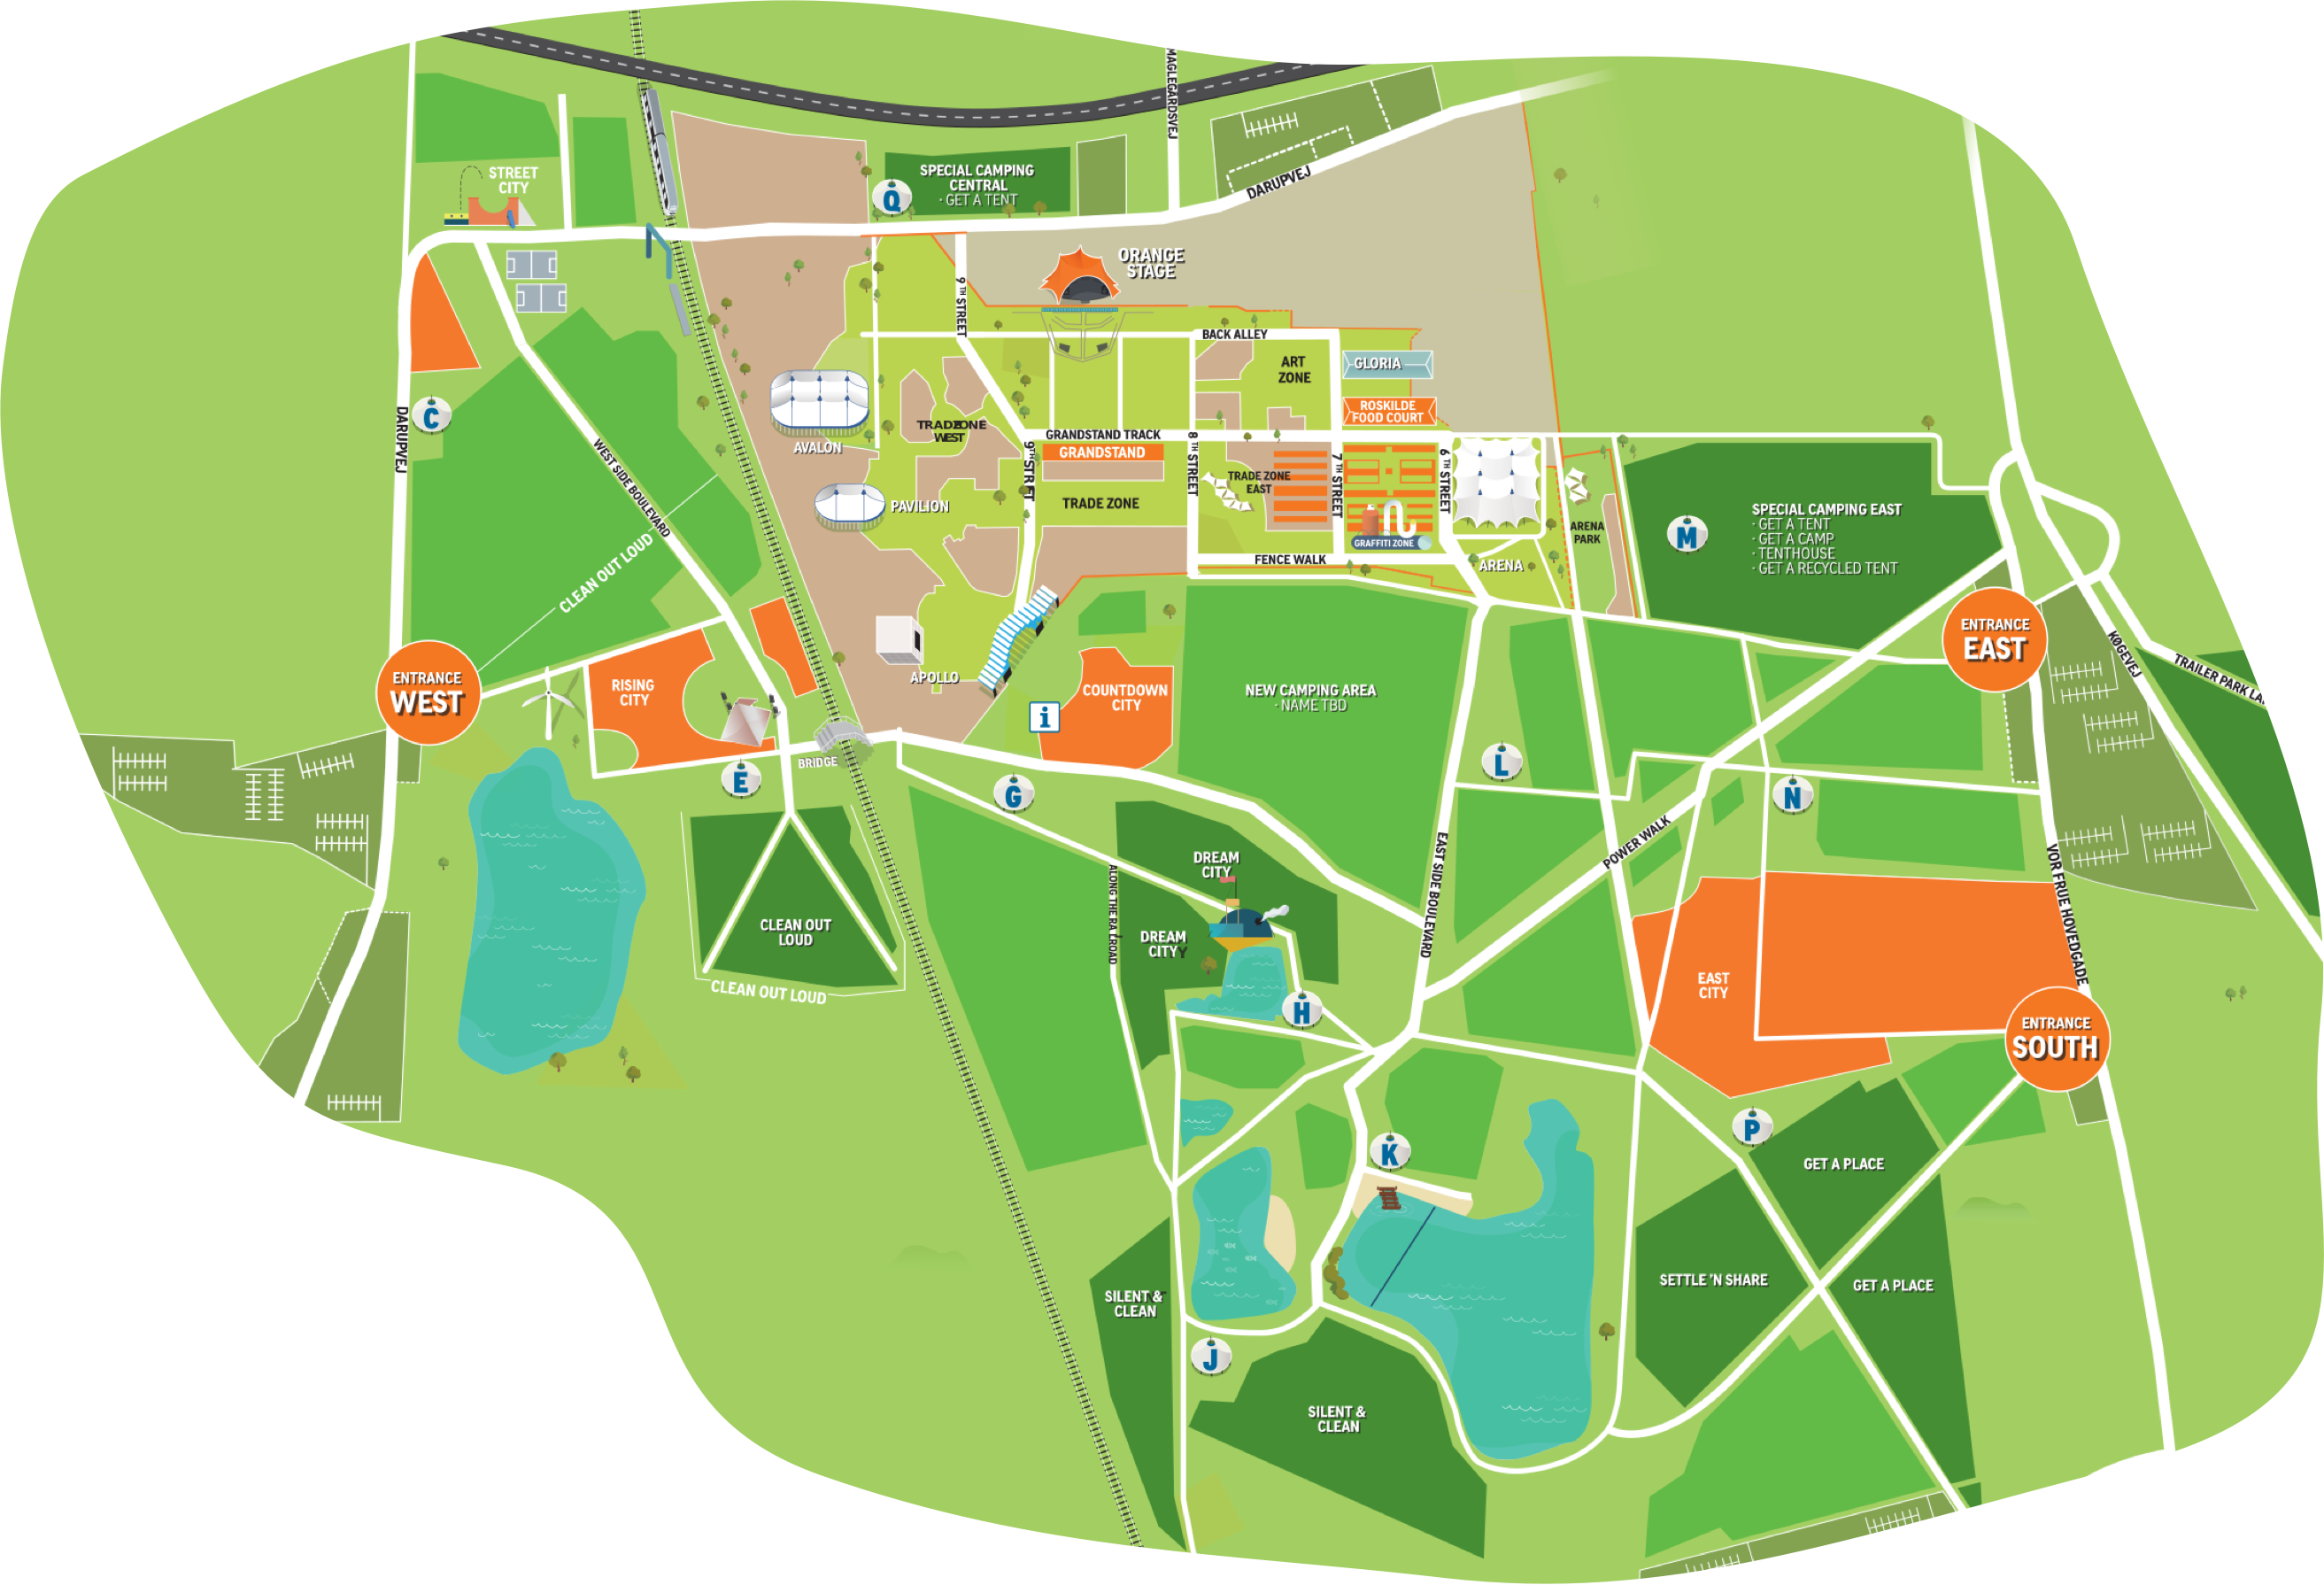 MAGLEGARDSVEJ
STREET
CITY
Q
SPECIAL CAMPING
CENTRAL
· GET A TENT
DARUPVEJ
ORANGE
STAGE
9TH STREET
BACK ALLEY
ART
ZONE
GLORIA
ROSKILDE
FOOD COURT
C
DARUPVEJ
WEST SIDE BOULEVARD
AVALON
TRADE ZONE
WEST
GRANDSTAND TRACK
GRANDSTAND
9TH STREET
8TH STREET
7TH STREET
6TH STREET
TRADE ZONE
EAST
PAVILION
TRADE ZONE
GRAFFITI ZONE
ARENA
PARK
M
SPECIAL CAMPING EAST
· GET A TENT
· GET A CAMP
· TENTHOUSE
· GET A RECYCLED TENT
FENCE WALK
ARENA
CLEAN OUT LOUD
ENTRANCE
EAST
KØGEVEJ
TRAILER PARK
ENTRANCE
WEST
RISING
CITY
APOLLO
i
COUNTDOWN
CITY
NEW CAMPING AREA
· NAME TBD
BRIDGE
E
G
L
N
POWER WALK
EAST SIDE BOULEVARD
VOR FRUE HOVEDGADE
DREAM
CITY
ALONG THE RAILROAD
CLEAN OUT
LOUD
DREAM
CITY
CLEAN OUT LOUD
EAST
CITY
H
ENTRANCE
SOUTH
P
K
GET A PLACE
SETTLE 'N SHARE
GET A PLACE
SILENT &
CLEAN
J
SILENT &
CLEAN